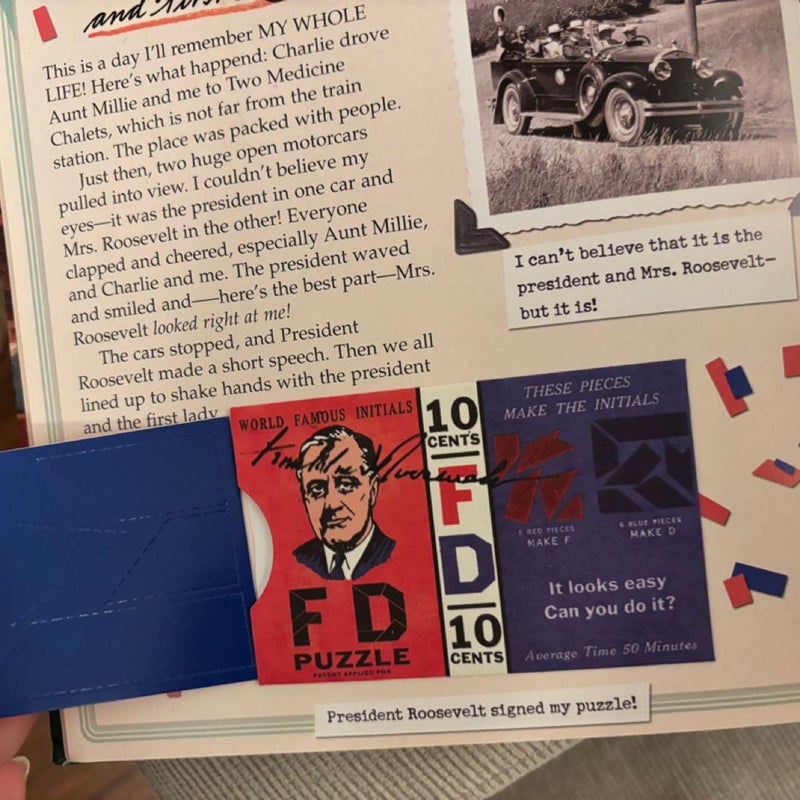 and
This is a day I'll remember MY WHOLE
LIFE! Here's what happend: Charlie drove
Aunt Millie and me to Two Medicine
Chalets, which is not far from the train
station. The place was packed with people.
Just then, two huge open motorcars
pulled into view. I couldn't believe my
eyes—it was the president in one car and
Mrs. Roosevelt in the other! Everyone
clapped and cheered, especially Aunt Millie,
and Charlie and me. The president waved
and smiled and—here's the best part—Mrs.
Roosevelt looked right at me!
The cars stopped, and President
Roosevelt made a short speech. Then we all
lined up to shake hands with the president
and the first lady
I can't believe that it is the
president and Mrs. Roosevelt—
but it is!
WORLD FAMOUS INITIALS
FD
PUZZLE
PATENT APPLIED FOR
10
CENTS
F
D
10
CENTS
THESE PIECES
MAKE THE INITIALS
5 RED PIECES
MAKE F
6 BLUE PIECES
MAKE D
It looks easy
Can you do it?
Average Time 50 Minutes
President Roosevelt signed my puzzle!